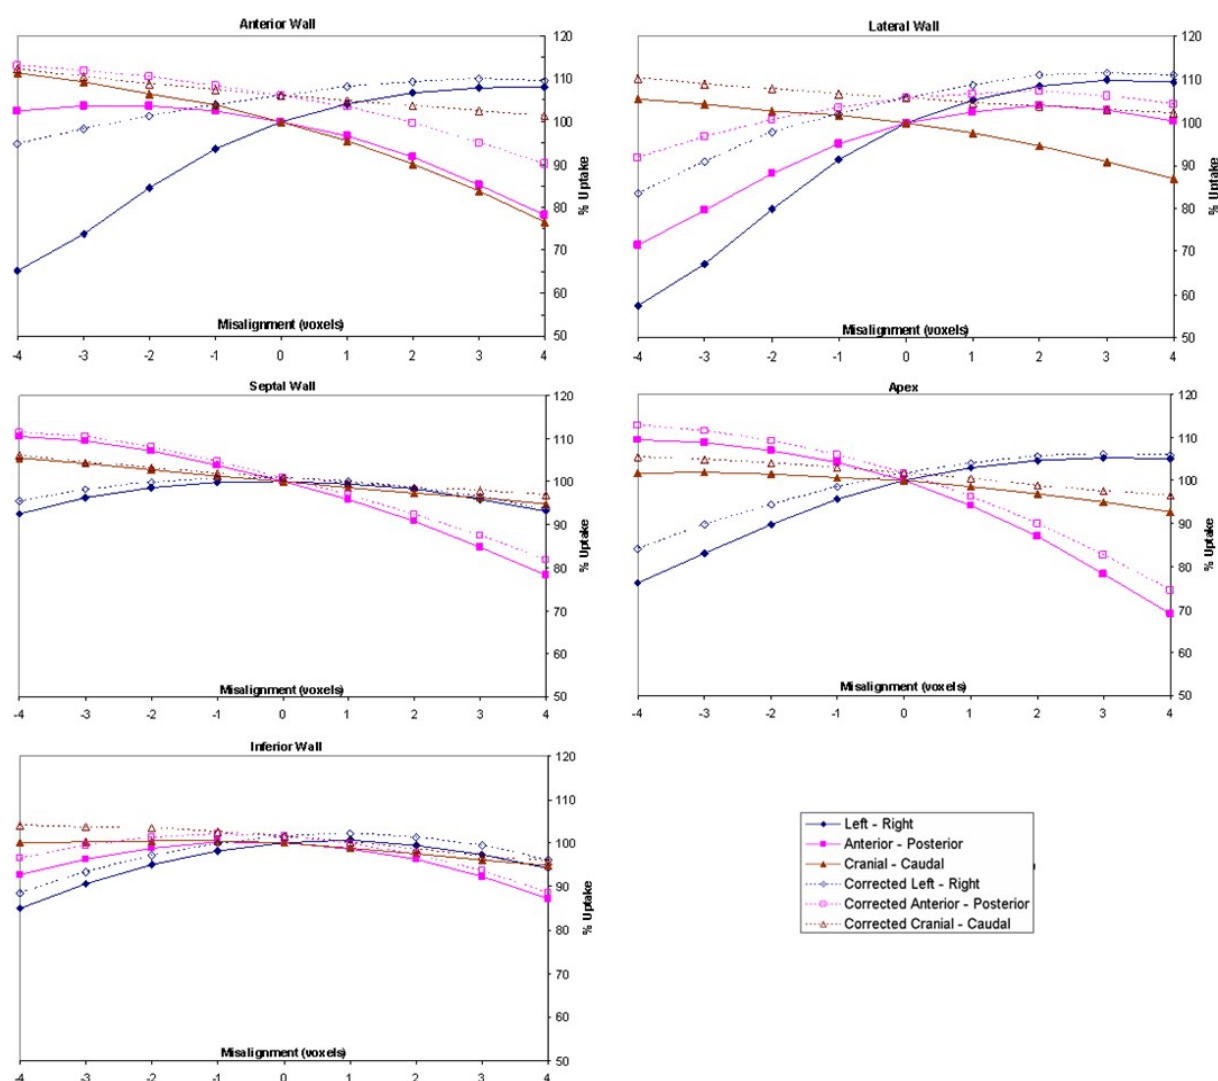 Anterior Wall
120
110
100
90
80
70
60
50
% Uptake
Misalignment (voxels)
-4 -3 -2 -1 0 1 2 3 4
Lateral Wall
120
110
100
90
80
70
60
50
% Uptake
Misalignment (voxels)
-4 -3 -2 -1 0 1 2 3 4
Septal Wall
120
110
100
90
80
70
60
50
% Uptake
Misalignment (voxels)
-4 -3 -2 -1 0 1 2 3 4
Apex
120
110
100
90
80
70
60
50
% Uptake
Misalignment (voxels)
-4 -3 -2 -1 0 1 2 3 4
Inferior Wall
120
110
100
90
80
70
60
50
% Uptake
Misalignment (voxels)
-4 -3 -2 -1 0 1 2 3 4
Left - Right
Anterior - Posterior
Cranial - Caudal
Corrected Left - Right
Corrected Anterior - Posterior
Corrected Cranial - Caudal